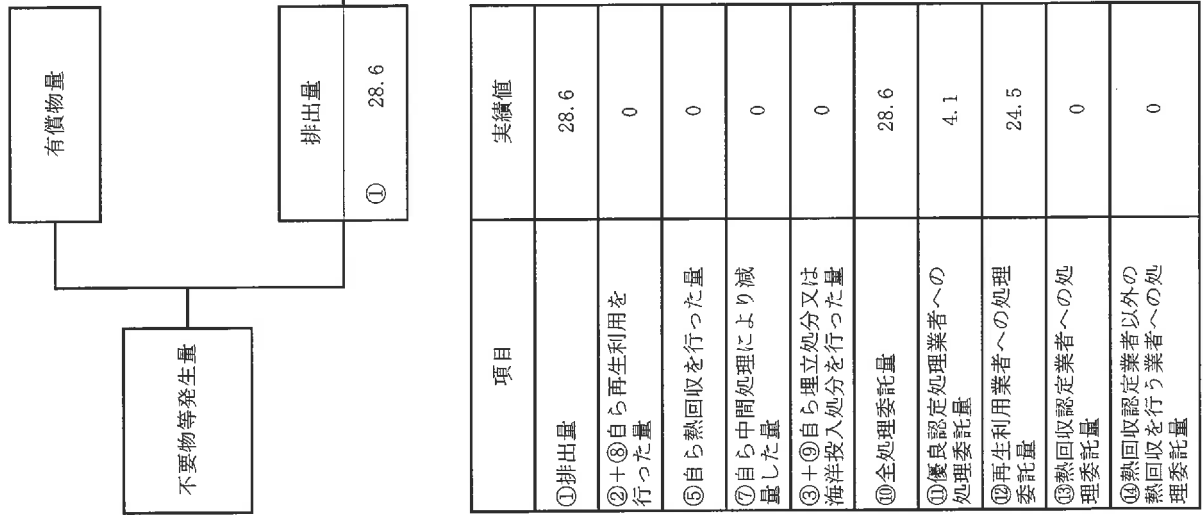 有償物量
不要物等発生量
排出量
① 28.6
項目 実績値
①排出量 28.6
②+⑧自ら再生利用を
行った量 0
⑤自ら熱回収を行った量 0
⑦自ら中間処理により減
量した量 0
③+⑨自ら埋立処分又は
海洋投入処分を行った量 0
⑩全処理委託量 28.6
⑪優良認定処理業者への
処理委託量 4.1
⑫再生利用業者への処理
委託量 24.5
⑬熱回収認定業者への処
理委託量 0
⑭熱回収認定業者以外の
熱回収を行う業者への処
理委託量 0